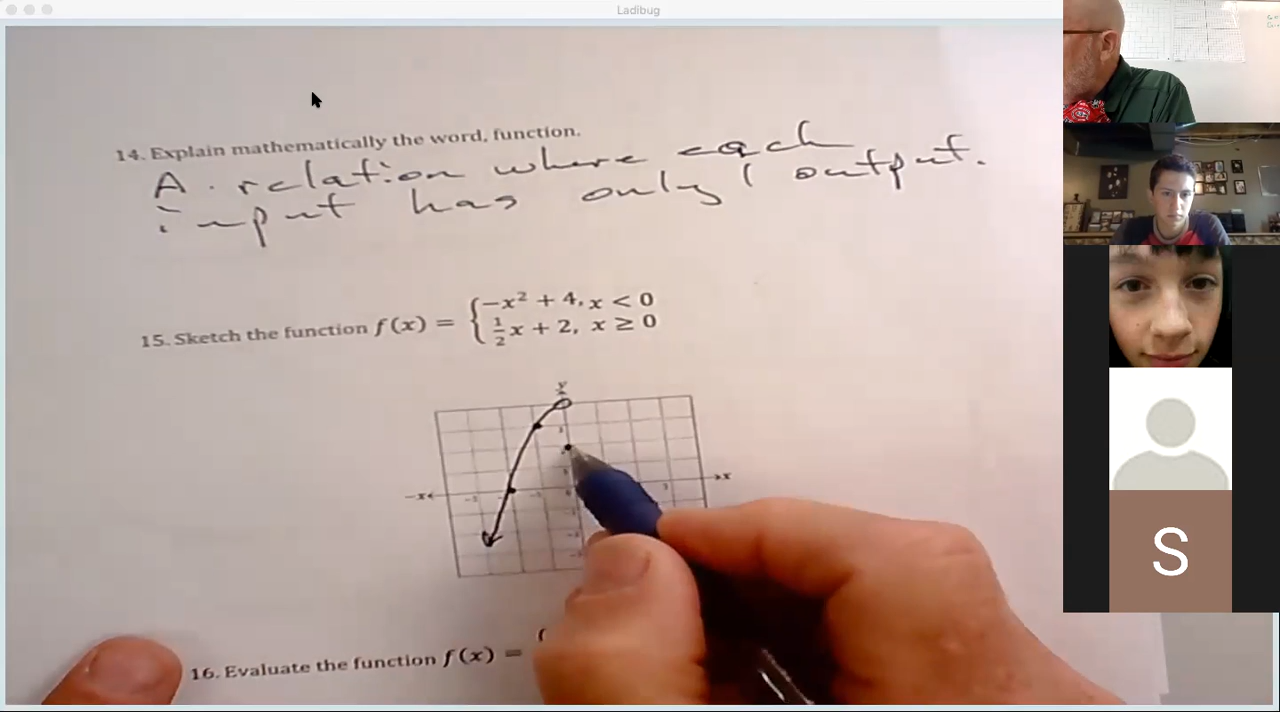 Ladibug
14. Explain mathematically the word, function.
A relation where each
input has only 1 output.
15. Sketch the function f(x) = { −x² + 4, x < 0
½x + 2, x ≥ 0
y
-x
x
16. Evaluate the function f(x) =
S